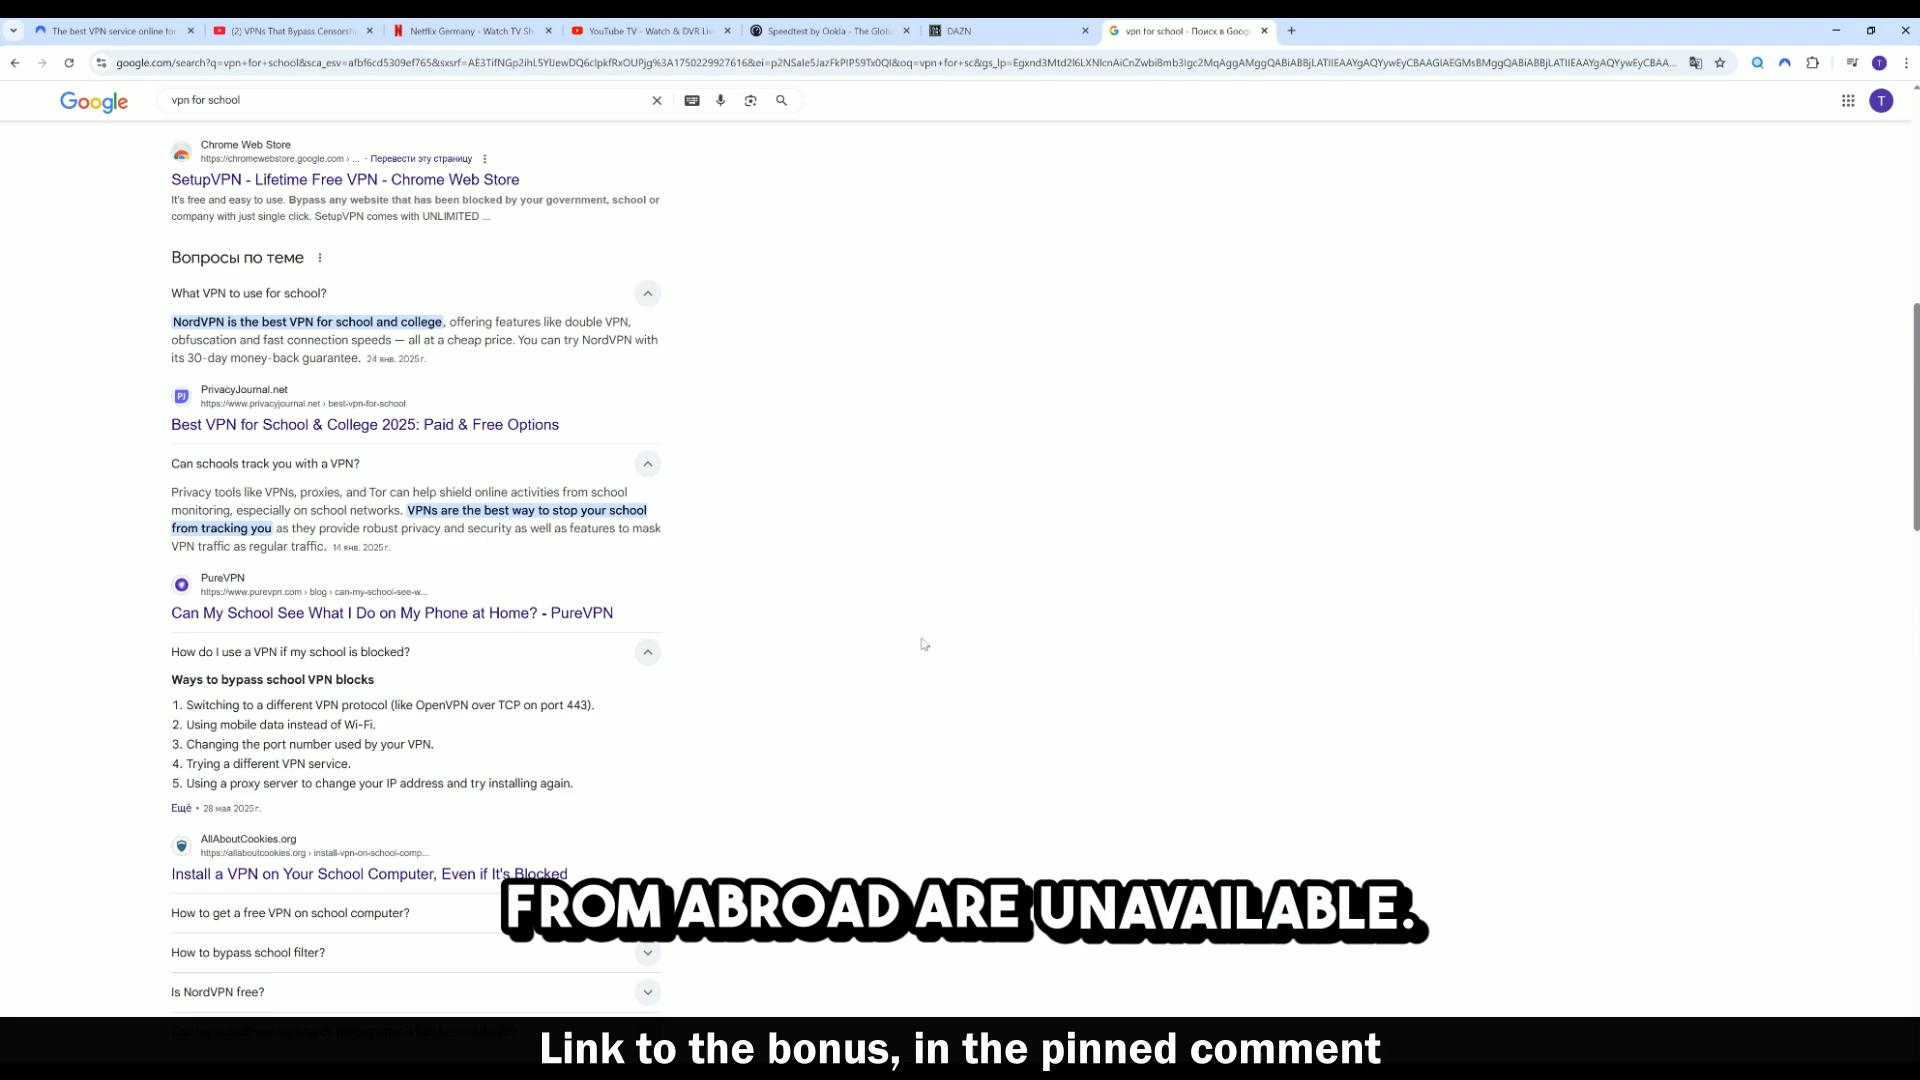 The best VPN service online for
(2) VPNs That Bypass Censorshi
Netflix Germany - Watch TV Sh
YouTube TV - Watch & DVR Liv
Speedtest by Ookla - The Globa
DAZN
vpn for school - Поиск в Goog
Google
vpn for school
T
Chrome Web Store
https://chromewebstore.google.com › ... · Перевести эту страницу
SetupVPN - Lifetime Free VPN - Chrome Web Store
It's free and easy to use. Bypass any website that has been blocked by your government, school or
company with just single click. SetupVPN comes with UNLIMITED ...
Вопросы по теме
What VPN to use for school?
NordVPN is the best VPN for school and college, offering features like double VPN,
obfuscation and fast connection speeds — all at a cheap price. You can try NordVPN with
its 30-day money-back guarantee. 24 янв. 2025 г.
PrivacyJournal.net
https://www.privacyjournal.net › best-vpn-for-school
Best VPN for School & College 2025: Paid & Free Options
Can schools track you with a VPN?
Privacy tools like VPNs, proxies, and Tor can help shield online activities from school
monitoring, especially on school networks. VPNs are the best way to stop your school
from tracking you as they provide robust privacy and security as well as features to mask
VPN traffic as regular traffic. 14 янв. 2025 г.
PureVPN
https://www.purevpn.com › blog › can-my-school-see-w...
Can My School See What I Do on My Phone at Home? - PureVPN
How do I use a VPN if my school is blocked?
Ways to bypass school VPN blocks
1. Switching to a different VPN protocol (like OpenVPN over TCP on port 443).
2. Using mobile data instead of Wi-Fi.
3. Changing the port number used by your VPN.
4. Trying a different VPN service.
5. Using a proxy server to change your IP address and try installing again.
Ещё • 28 мая 2025 г.
AllAboutCookies.org
https://allaboutcookies.org › install-vpn-on-school-comp...
Install a VPN on Your School Computer, Even if It's Blocked
FROM ABROAD ARE UNAVAILABLE.
How to get a free VPN on school computer?
How to bypass school filter?
Is NordVPN free?
Link to the bonus, in the pinned comment